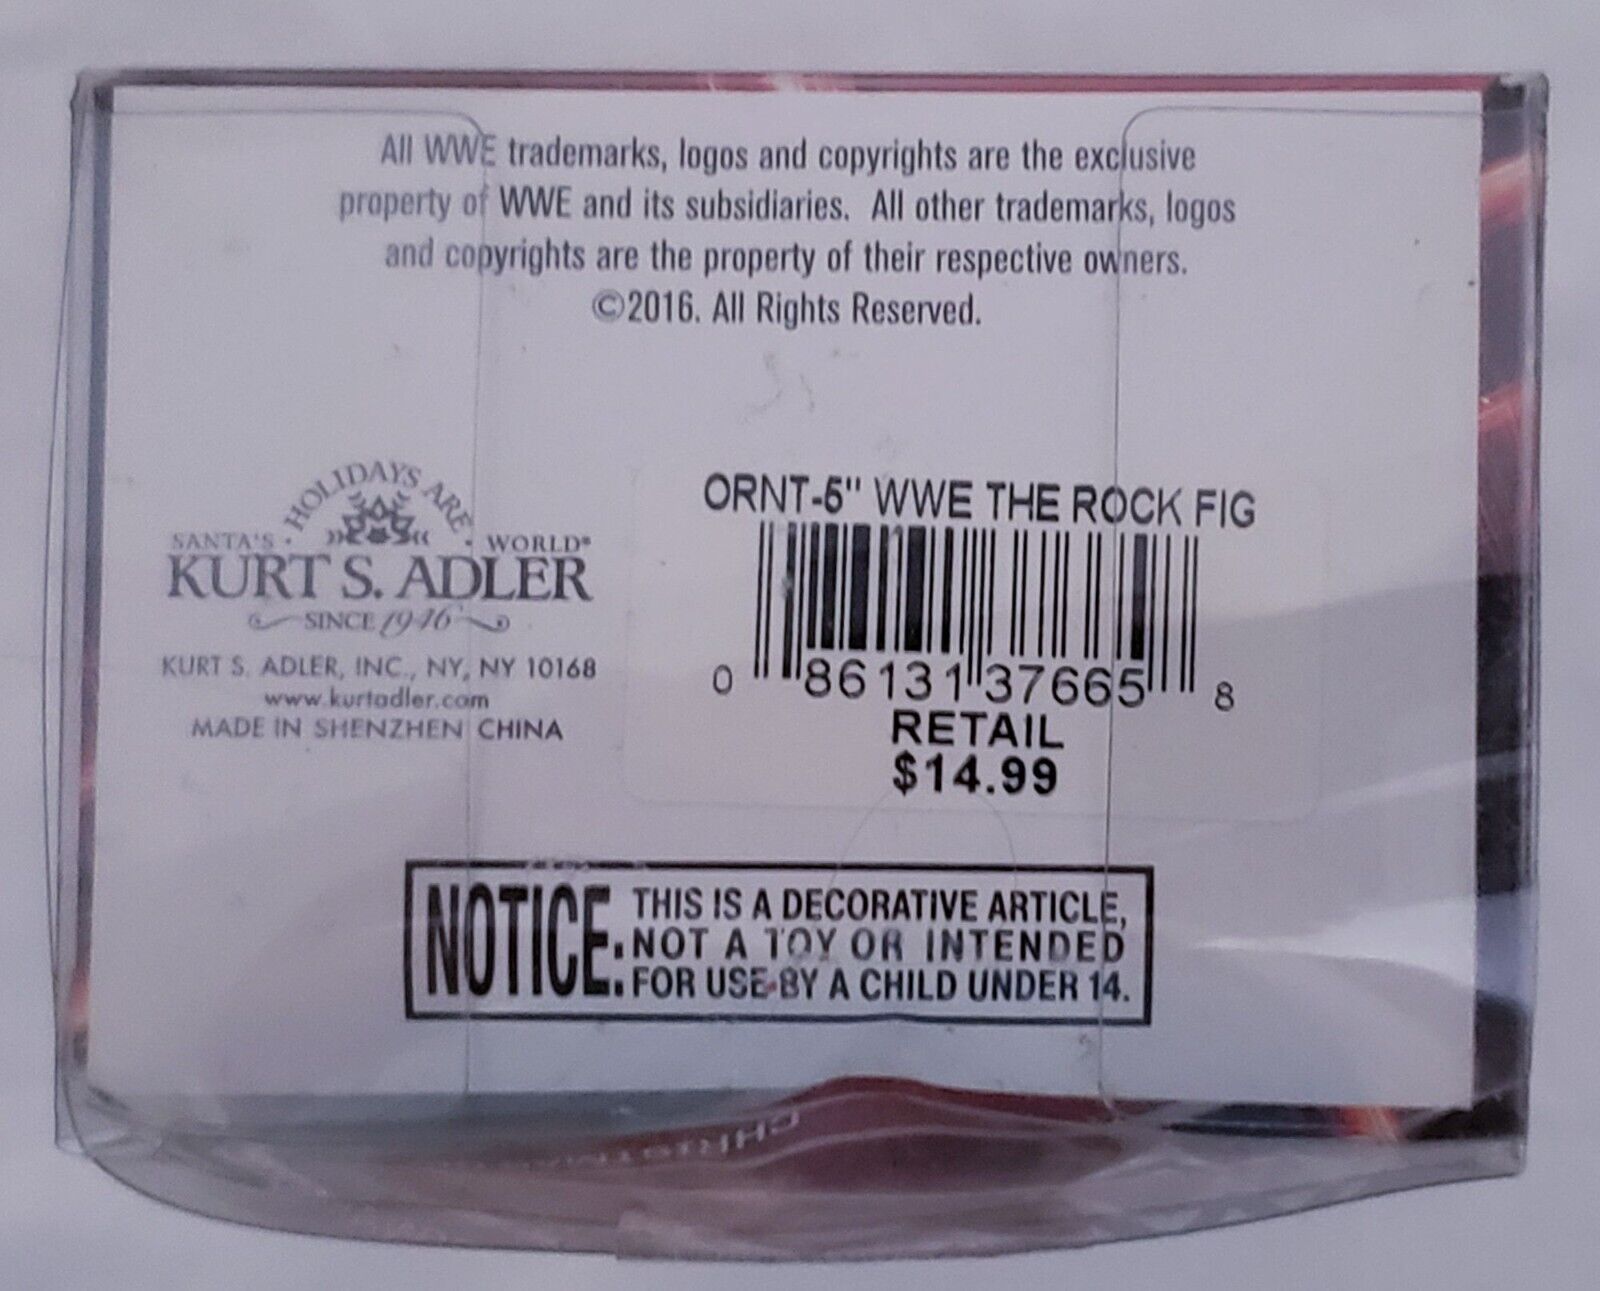 All WWE trademarks, logos and copyrights are the exclusive
property of WWE and its subsidiaries. All other trademarks, logos
and copyrights are the property of their respective owners.
©2016. All Rights Reserved.
HOLIDAYS ARE
SANTA'S · · WORLD®
KURT S. ADLER
SINCE 1946
KURT S. ADLER, INC., NY, NY 10168
www.kurtadler.com
MADE IN SHENZHEN CHINA
ORNT-5" WWE THE ROCK FIG
0 86131 37665 8
RETAIL
$14.99
NOTICE: THIS IS A DECORATIVE ARTICLE,
NOT A TOY OR INTENDED
FOR USE BY A CHILD UNDER 14.